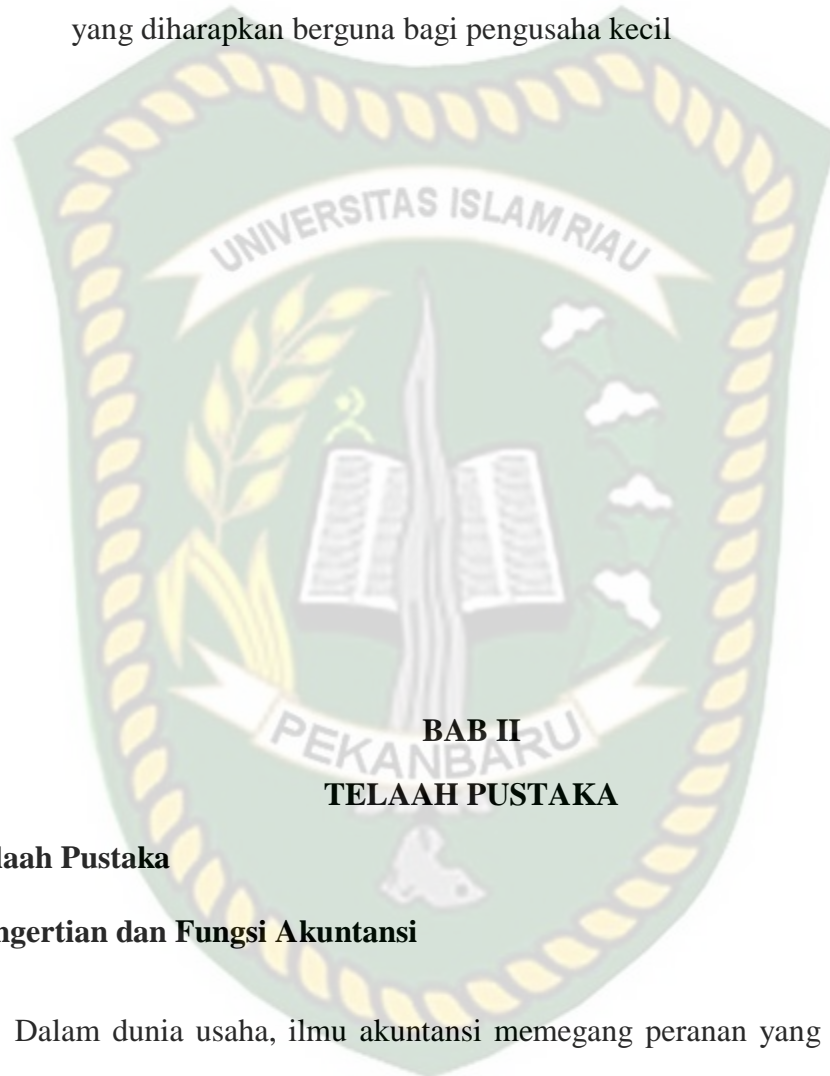 yang diharapkan berguna bagi pengusaha kecil
UNIVERSITAS ISLAM RIAU
PEKANBARU
BAB II
TELAAH PUSTAKA
laah Pustaka
ngertian dan Fungsi Akuntansi
Dalam dunia usaha, ilmu akuntansi memegang peranan yang